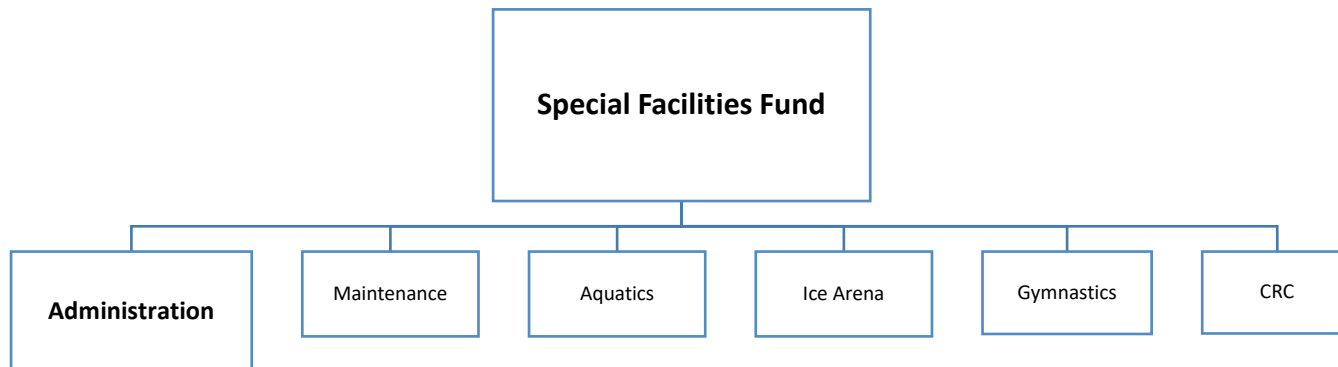 Special Facilities Fund
Administration
Maintenance
Aquatics
Ice Arena
Gymnastics
CRC